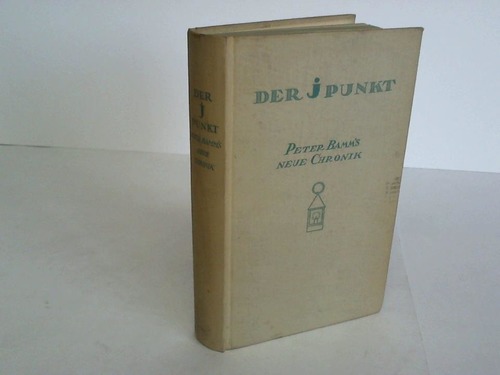 DER
j
PUNKT
PETER BAMM'S
NEUE
CHRONIK
DER j PUNKT
PETER BAMM'S
NEUE CHRONIK